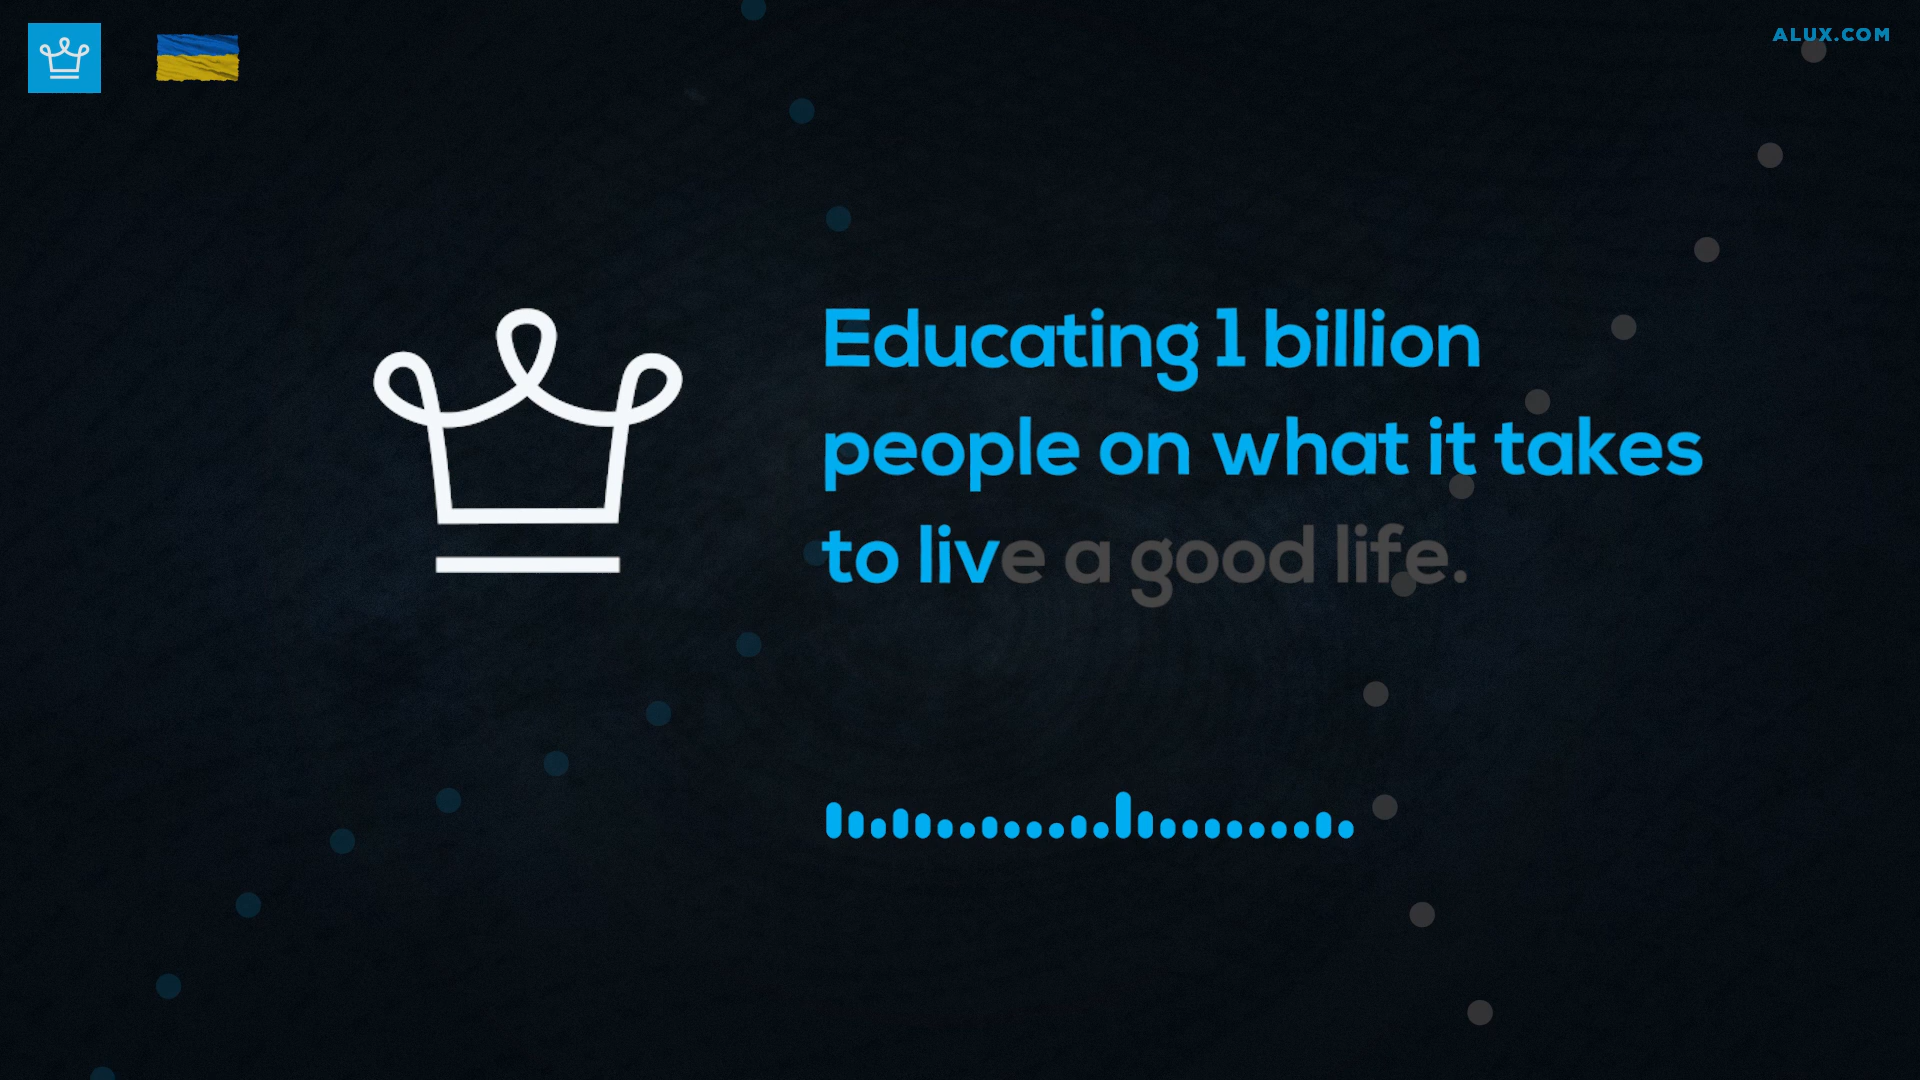 ALUX.COM
Educating 1 billion
people on what it takes
to live a good life.